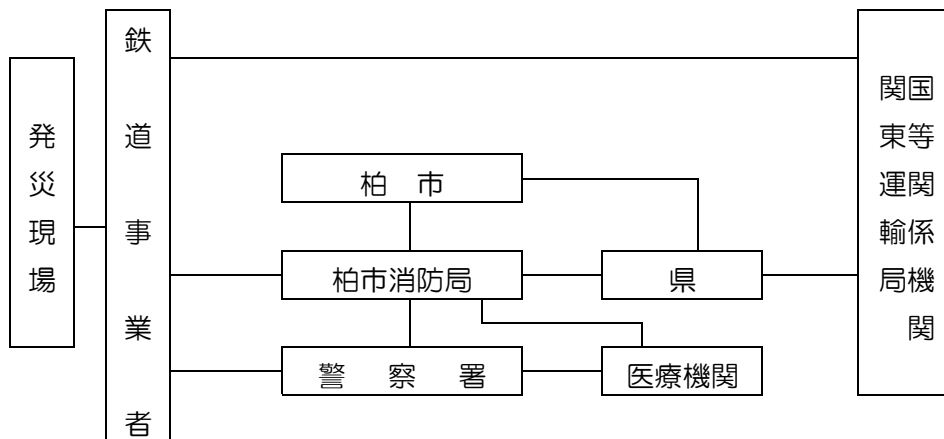 発災現場
鉄道事業者
柏市
柏市消防局
警察署
県
医療機関
国等関係機関
関東運輸局